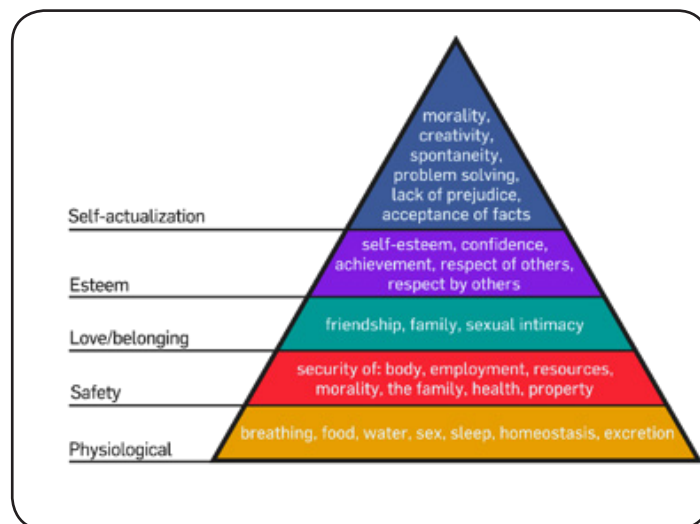 morality,
creativity,
spontaneity,
problem solving,
lack of prejudice,
acceptance of facts
Self-actualization
self-esteem, confidence,
achievement, respect of others,
respect by others
Esteem
friendship, family, sexual intimacy
Love/belonging
security of: body, employment, resources,
morality, the family, health, property
Safety
breathing, food, water, sex, sleep, homeostasis, excretion
Physiological